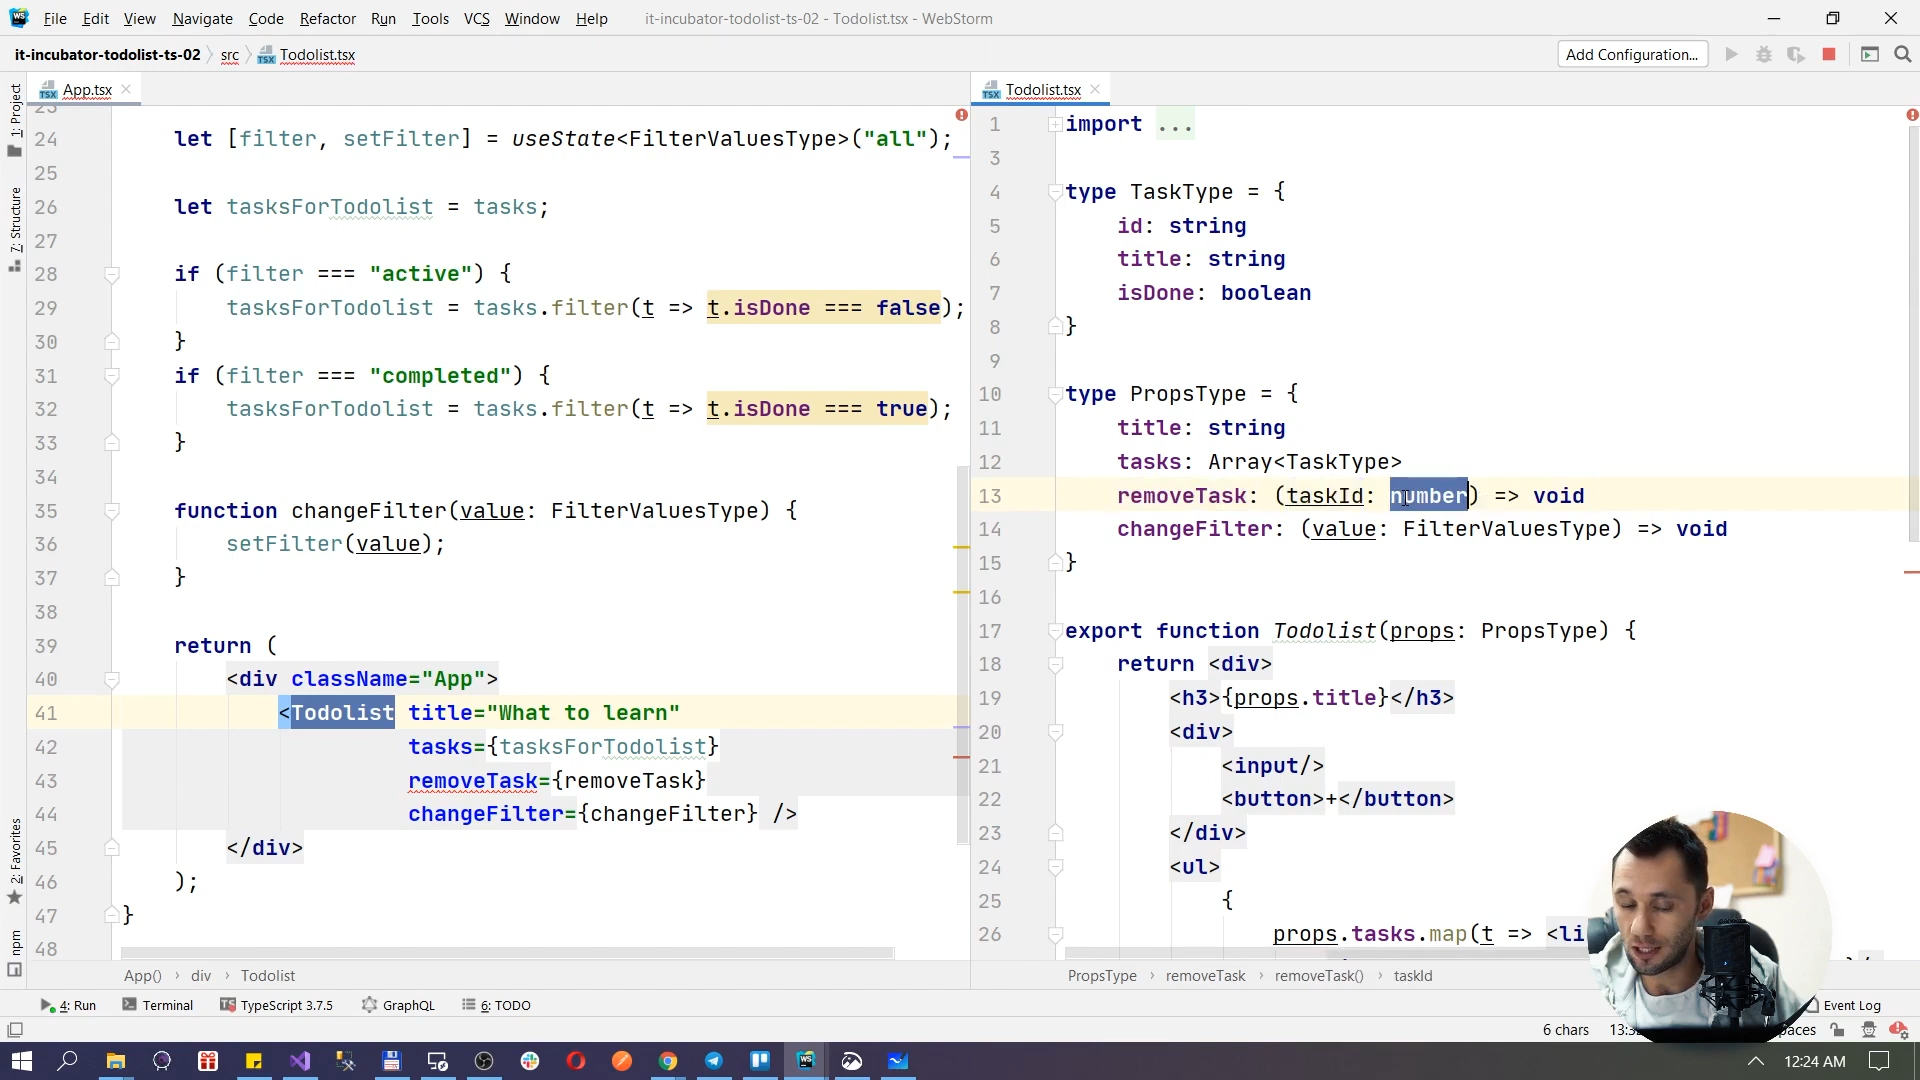 File Edit View Navigate Code Refactor Run Tools VCS Window Help it-incubator-todolist-ts-02 - Todolist.tsx - WebStorm
it-incubator-todolist-ts-02 src Todolist.tsx Add Configuration...
App.tsx
Todolist.tsx
1: Project
7: Structure
2: Favorites
npm
23
24 let [filter, setFilter] = useState<FilterValuesType>("all");
25
26 let tasksForTodolist = tasks;
27
28 if (filter === "active") {
29 tasksForTodolist = tasks.filter(t => t.isDone === false);
30 }
31 if (filter === "completed") {
32 tasksForTodolist = tasks.filter(t => t.isDone === true);
33 }
34
35 function changeFilter(value: FilterValuesType) {
36 setFilter(value);
37 }
38
39 return (
40 <div className="App">
41 <Todolist title="What to learn"
42 tasks={tasksForTodolist}
43 removeTask={removeTask}
44 changeFilter={changeFilter} />
45 </div>
46 );
47 }
48
App() › div › Todolist
1 import ...
3
4 type TaskType = {
5 id: string
6 title: string
7 isDone: boolean
8 }
9
10 type PropsType = {
11 title: string
12 tasks: Array<TaskType>
13 removeTask: (taskId: number) => void
14 changeFilter: (value: FilterValuesType) => void
15 }
16
17 export function Todolist(props: PropsType) {
18 return <div>
19 <h3>{props.title}</h3>
20 <div>
21 <input/>
22 <button>+</button>
23 </div>
24 <ul>
25 {
26 props.tasks.map(t => <li
PropsType › removeTask › removeTask() › taskId
4: Run Terminal TypeScript 3.7.5 GraphQL 6: TODO Event Log
6 chars
12:24 AM